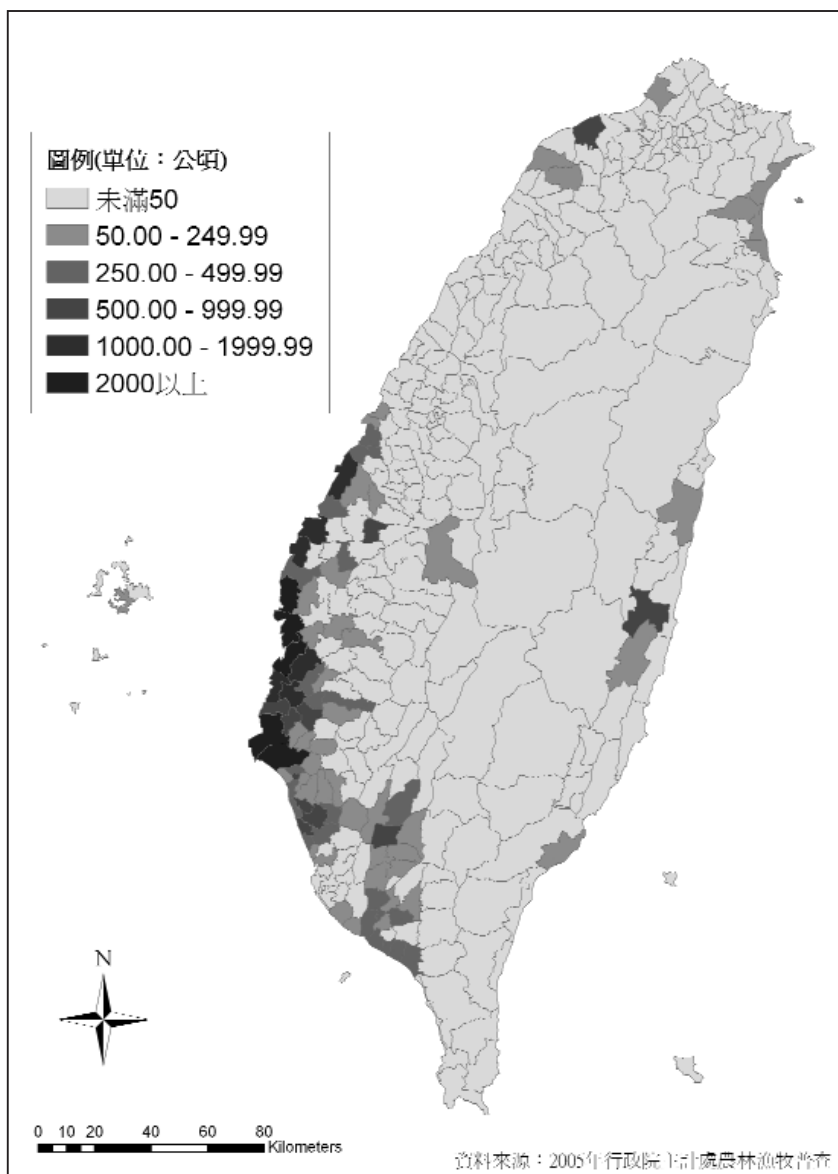 圖例(單位：公頃)
未滿50
50.00 - 249.99
250.00 - 499.99
500.00 - 999.99
1000.00 - 1999.99
2000以上
N
0 10 20 40 60 80
Kilometers
資料來源：2005年行政院主計處農林漁牧普查